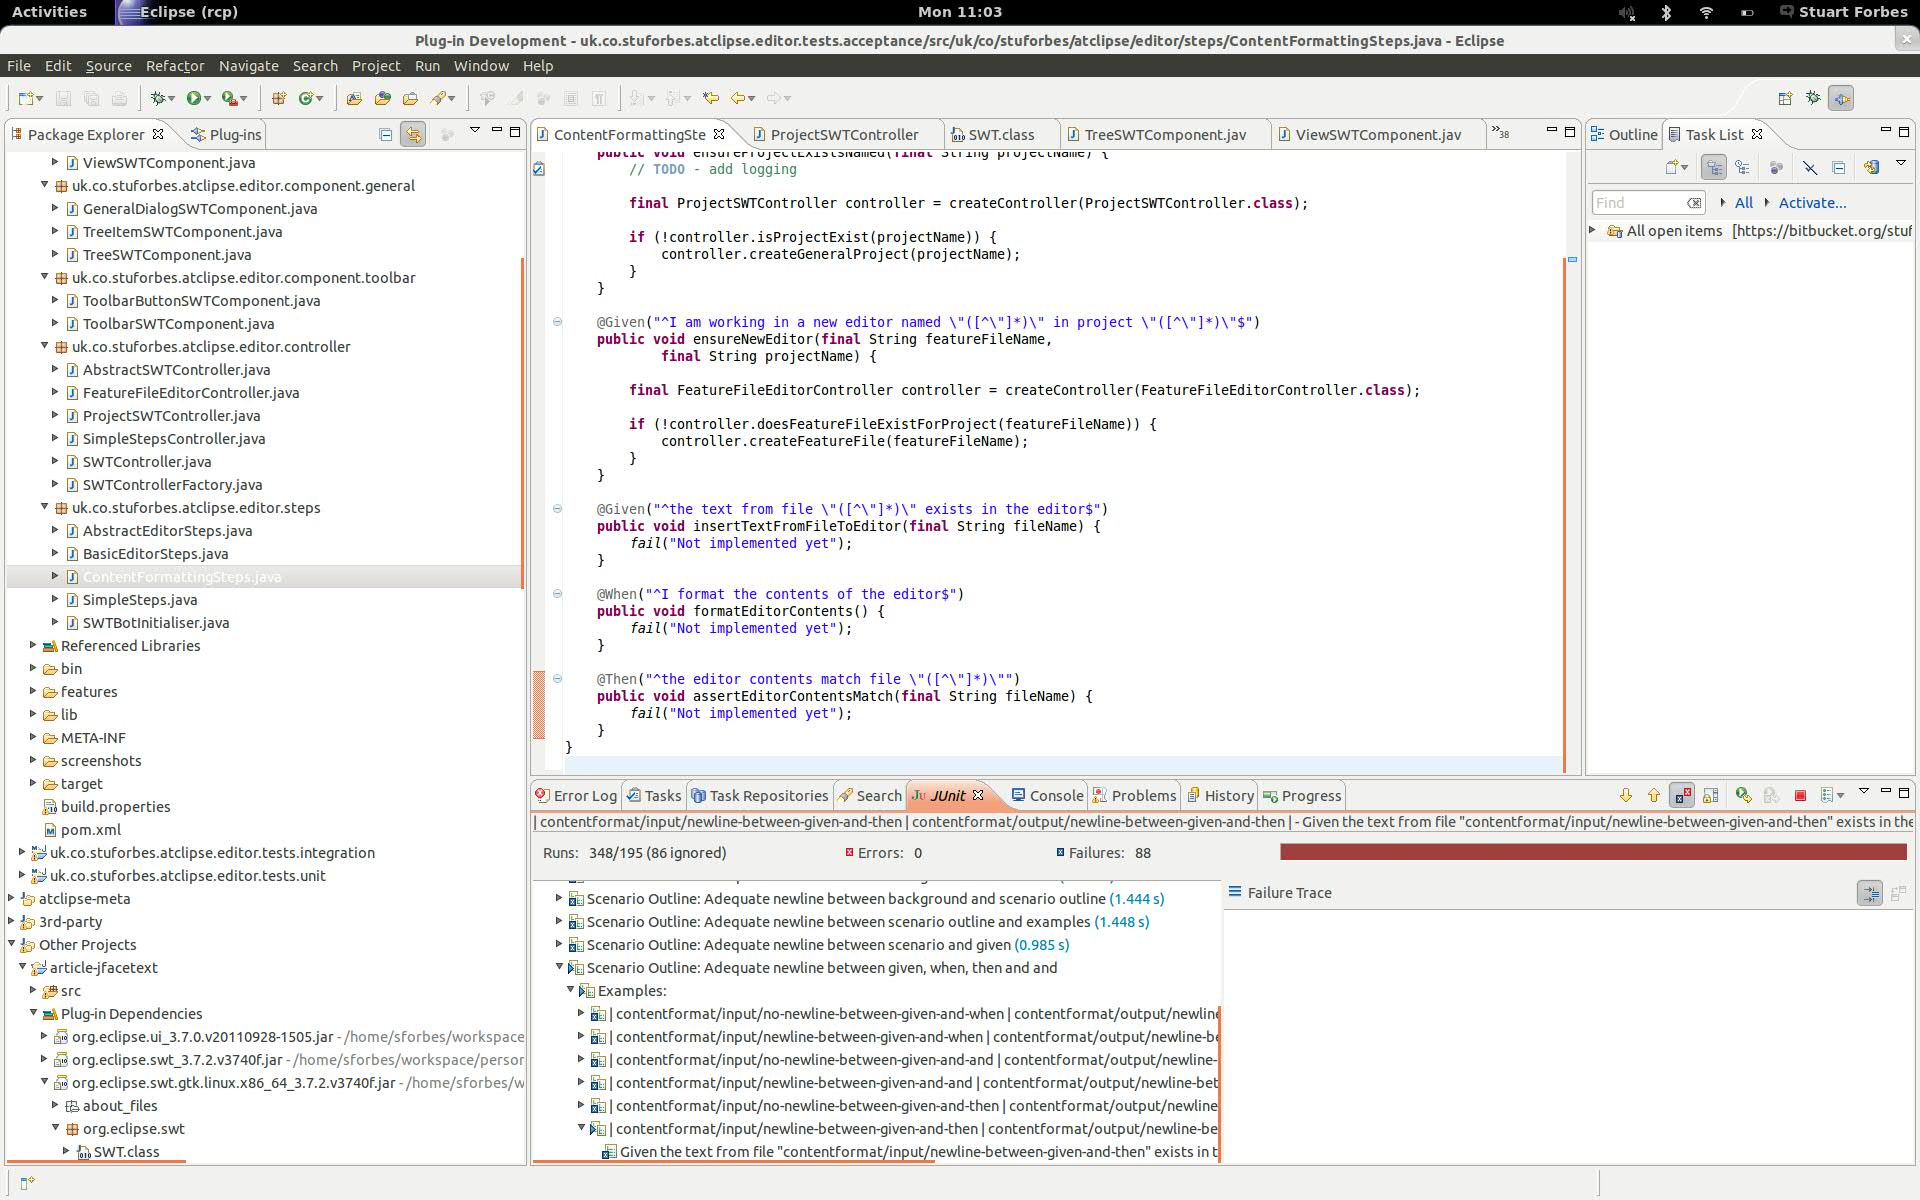 Activities
Eclipse (rcp)
Mon 11:03
Stuart Forbes
Plug-in Development - uk.co.stuforbes.atclipse.editor.tests.acceptance/src/uk/co/stuforbes/atclipse/editor/steps/ContentFormattingSteps.java - Eclipse
File Edit Source Refactor Navigate Search Project Run Window Help
Package Explorer
Plug-ins
ViewSWTComponent.java
uk.co.stuforbes.atclipse.editor.component.general
GeneralDialogSWTComponent.java
TreeItemSWTComponent.java
TreeSWTComponent.java
uk.co.stuforbes.atclipse.editor.component.toolbar
ToolbarButtonSWTComponent.java
ToolbarSWTComponent.java
uk.co.stuforbes.atclipse.editor.controller
AbstractSWTController.java
FeatureFileEditorController.java
ProjectSWTController.java
SimpleStepsController.java
SWTController.java
SWTControllerFactory.java
uk.co.stuforbes.atclipse.editor.steps
AbstractEditorSteps.java
BasicEditorSteps.java
ContentFormattingSteps.java
SimpleSteps.java
SWTBotInitialiser.java
Referenced Libraries
bin
features
lib
META-INF
screenshots
target
build.properties
pom.xml
uk.co.stuforbes.atclipse.editor.tests.integration
uk.co.stuforbes.atclipse.editor.tests.unit
atclipse-meta
3rd-party
Other Projects
article-jfacetext
src
Plug-in Dependencies
org.eclipse.ui_3.7.0.v20110928-1505.jar - /home/sforbes/workspace
org.eclipse.swt_3.7.2.v3740f.jar - /home/sforbes/workspace/person
org.eclipse.swt.gtk.linux.x86_64_3.7.2.v3740f.jar - /home/sforbes/w
about_files
org.eclipse.swt
SWT.class
ContentFormattingSte
ProjectSWTController
SWT.class
TreeSWTComponent.jav
ViewSWTComponent.jav
»38
public void ensureProjectExistsNamed(final String projectName) {
// TODO - add logging
final ProjectSWTController controller = createController(ProjectSWTController.class);
if (!controller.isProjectExist(projectName)) {
controller.createGeneralProject(projectName);
}
}
@Given("^I am working in a new editor named \"([^\"]*)\" in project \"([^\"]*)\"$")
public void ensureNewEditor(final String featureFileName,
final String projectName) {
final FeatureFileEditorController controller = createController(FeatureFileEditorController.class);
if (!controller.doesFeatureFileExistForProject(featureFileName)) {
controller.createFeatureFile(featureFileName);
}
}
@Given("^the text from file \"([^\"]*)\" exists in the editor$")
public void insertTextFromFileToEditor(final String fileName) {
fail("Not implemented yet");
}
@When("^I format the contents of the editor$")
public void formatEditorContents() {
fail("Not implemented yet");
}
@Then("^the editor contents match file \"([^\"]*)\"")
public void assertEditorContentsMatch(final String fileName) {
fail("Not implemented yet");
}
}
Outline
Task List
Find
All
Activate...
All open items [https://bitbucket.org/stuf
Error Log
Tasks
Task Repositories
Search
JUnit
Console
Problems
History
Progress
| contentformat/input/newline-between-given-and-then | contentformat/output/newline-between-given-and-then | - Given the text from file "contentformat/input/newline-between-given-and-then" exists in the
Runs: 348/195 (86 ignored)
Errors: 0
Failures: 88
Scenario Outline: Adequate newline between background and scenario outline (1.444 s)
Scenario Outline: Adequate newline between scenario outline and examples (1.448 s)
Scenario Outline: Adequate newline between scenario and given (0.985 s)
Scenario Outline: Adequate newline between given, when, then and and
Examples:
| contentformat/input/no-newline-between-given-and-when | contentformat/output/newline
| contentformat/input/newline-between-given-and-when | contentformat/output/newline-be
| contentformat/input/no-newline-between-given-and-and | contentformat/output/newline-
| contentformat/input/newline-between-given-and-and | contentformat/output/newline-bet
| contentformat/input/no-newline-between-given-and-then | contentformat/output/newline
| contentformat/input/newline-between-given-and-then | contentformat/output/newline-be
Given the text from file "contentformat/input/newline-between-given-and-then" exists in t
Failure Trace